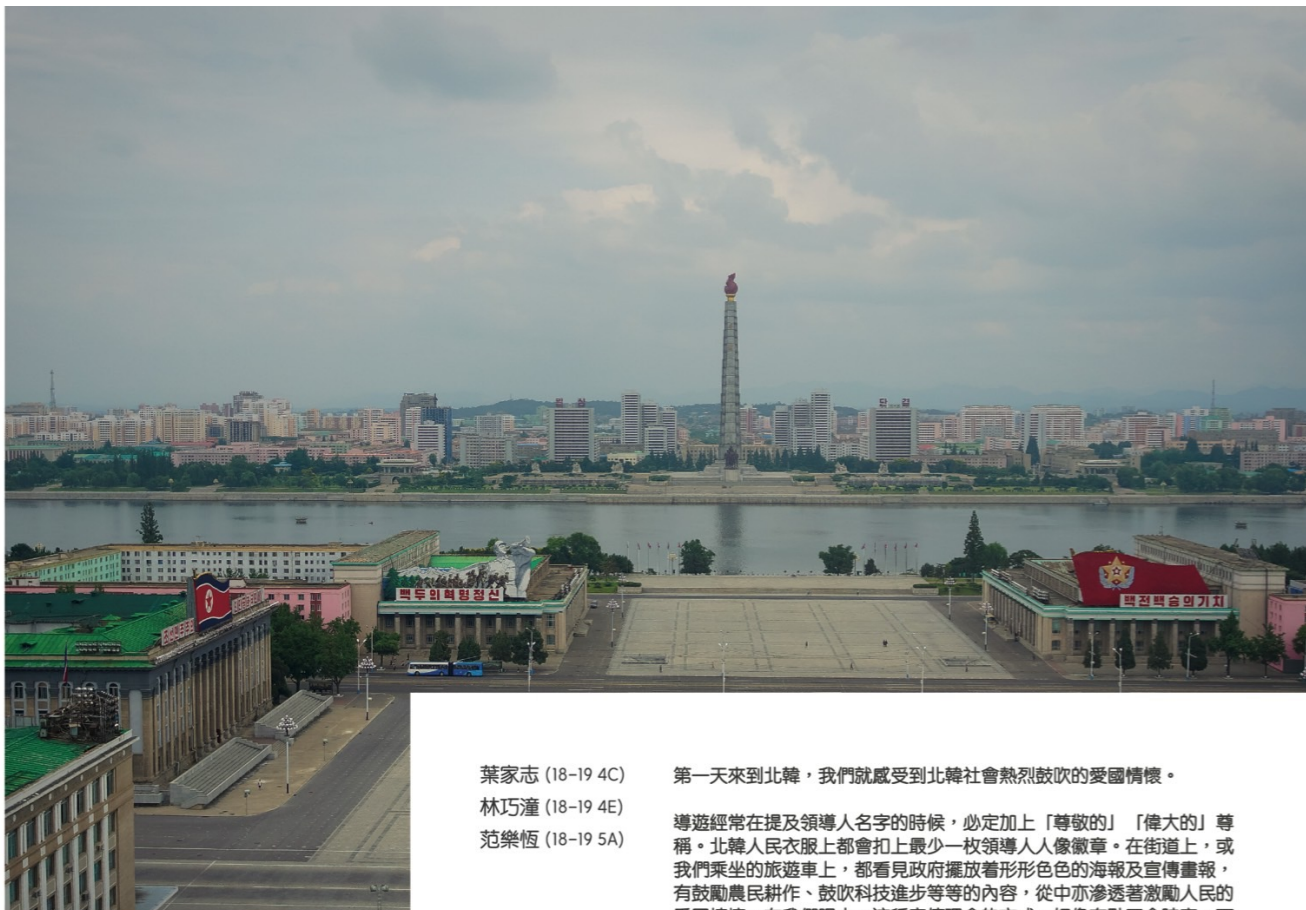 백두의혁명정신
백전백승의기치
葉家志 (18-19 4C)
林巧潼 (18-19 4E)
范樂恆 (18-19 5A)
第一天來到北韓，我們就感受到北韓社會熱烈鼓吹的愛國情懷。
導遊經常在提及領導人名字的時候，必定加上「尊敬的」「偉大的」尊
稱。北韓人民衣服上都會扣上最少一枚領導人人像徽章。在街道上，或
我們乘坐的旅遊車上，都看見政府擺放着形形色色的海報及宣傳畫報，
有鼓勵農民耕作、鼓吹科技進步等等的內容，從中亦滲透著激勵人民的